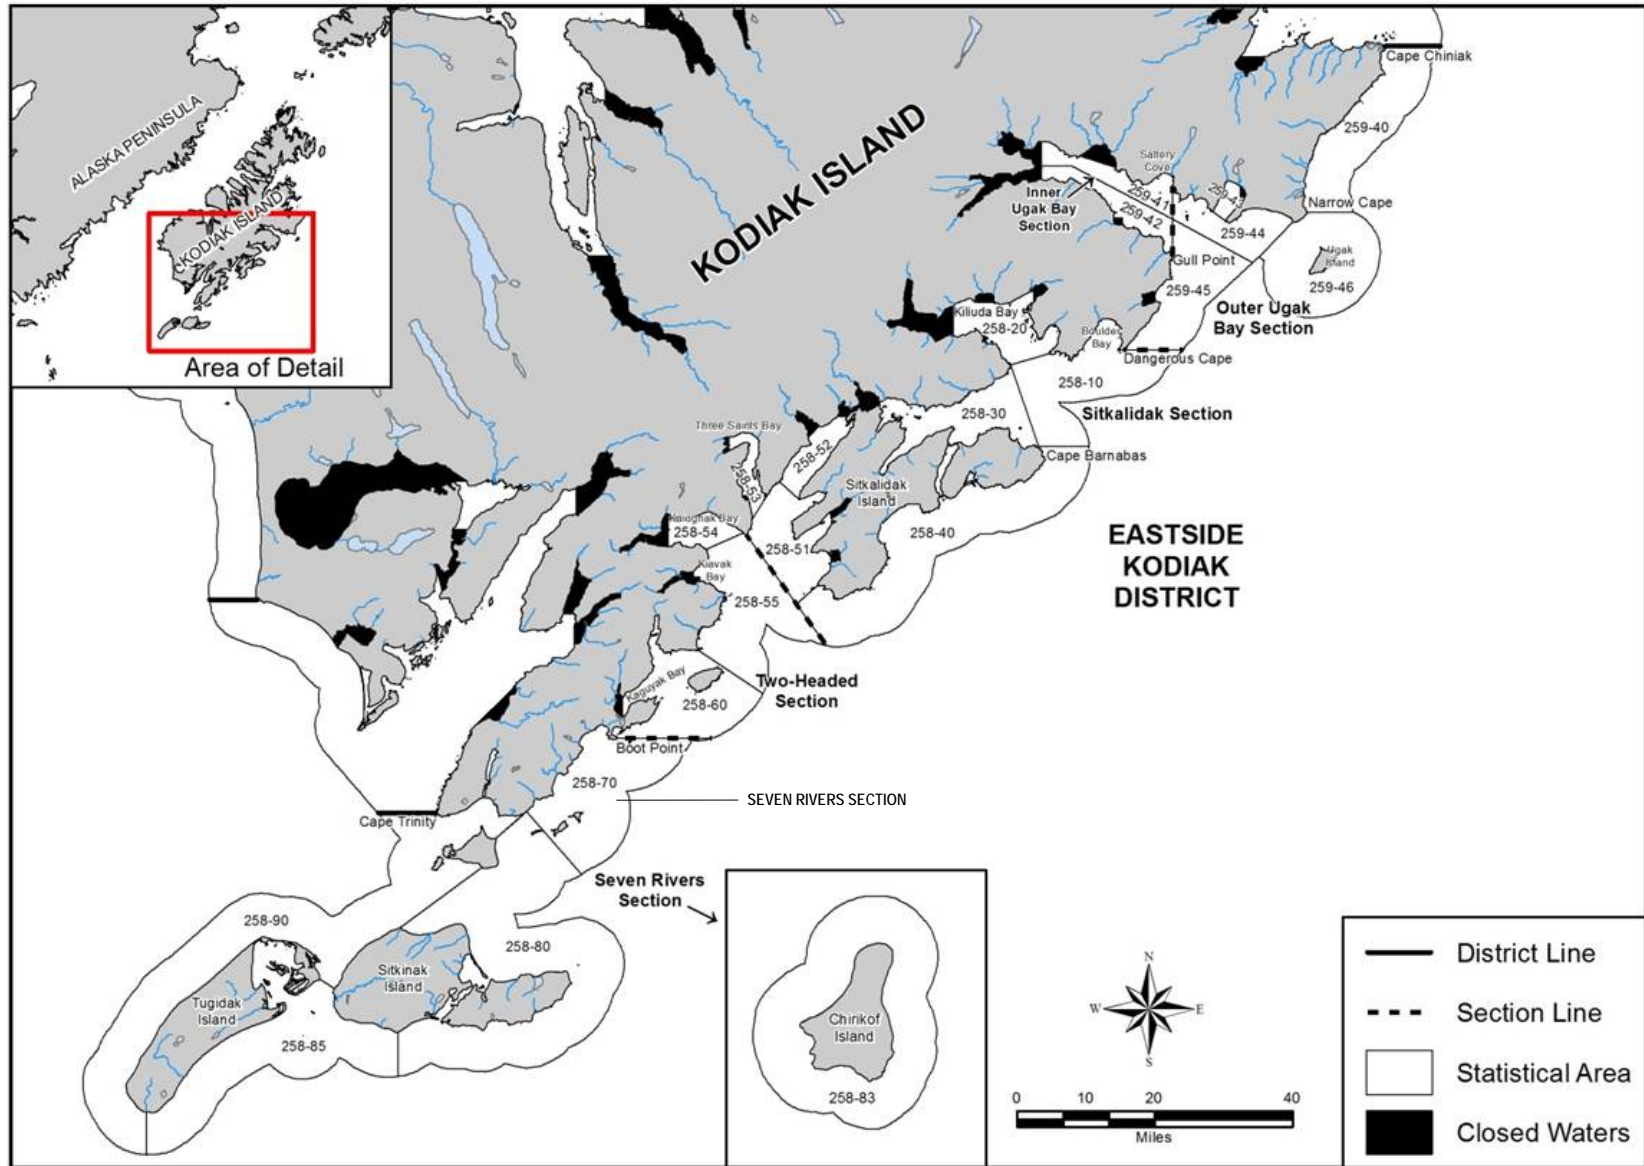 ALASKA PENINSULA
KODIAK ISLAND
Area of Detail
KODIAK ISLAND
Cape Chiniak
259-40
Saltery
Cove
Inner
Ugak Bay
Section
259-41
259-42
259-43
259-44
Narrow Cape
Ugak
Island
259-46
Gull Point
259-45
Outer Ugak
Bay Section
Kiliuda Bay
258-20
Boulder
Bay
Dangerous Cape
258-10
258-30
Sitkalidak Section
Three Saints Bay
258-52
258-53
Cape Barnabas
Sitkalidak
Island
258-40
Kaiugnak Bay
258-54
258-51
EASTSIDE
KODIAK
DISTRICT
Kiavak
Bay
258-55
Two-Headed
Section
Kaguyak Bay
258-60
Boot Point
258-70
SEVEN RIVERS SECTION
Cape Trinity
Seven Rivers
Section
258-90
258-80
Sitkinak
Island
Tugidak
Island
258-85
Chirikof
Island
258-83
N
W
E
S
0 10 20 40
Miles
District Line
Section Line
Statistical Area
Closed Waters